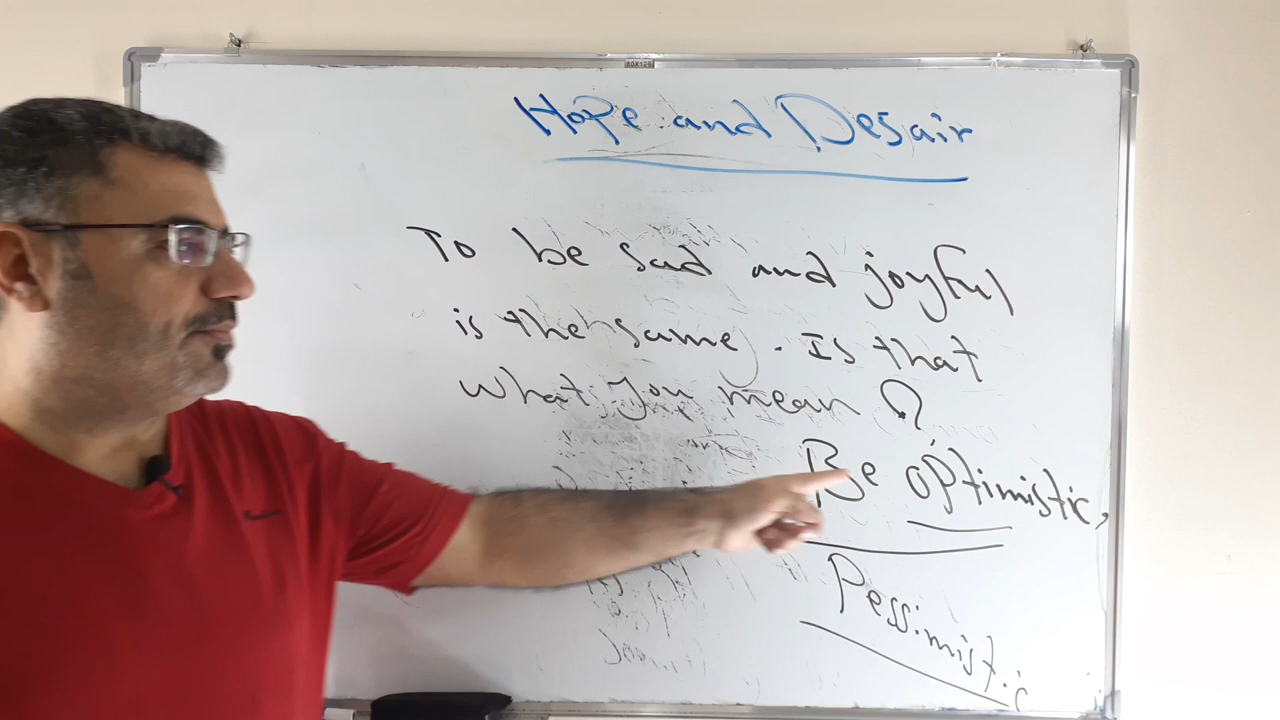 Hope and Desair
To be sad and joyful
is the same. Is that
what you mean ?
Be optimistic,
Pessimistic